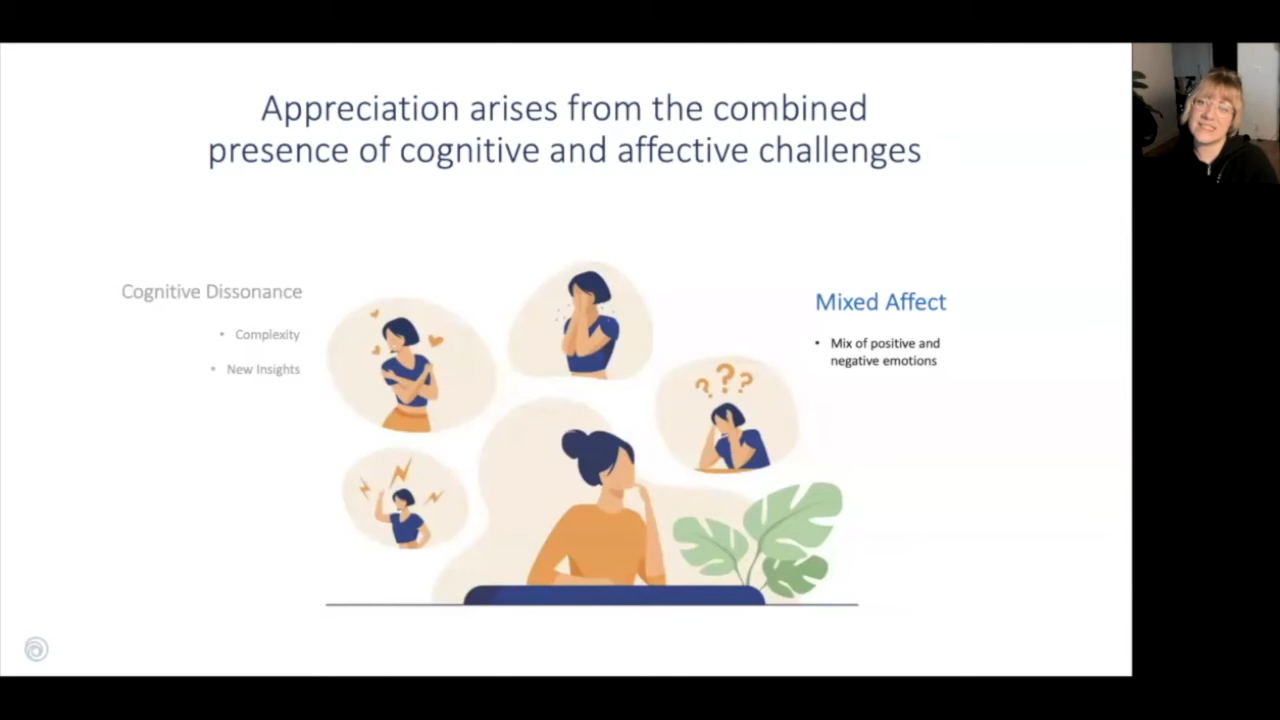 Appreciation arises from the combined
presence of cognitive and affective challenges
Cognitive Dissonance
• Complexity
• New Insights
Mixed Affect
• Mix of positive and
negative emotions
???